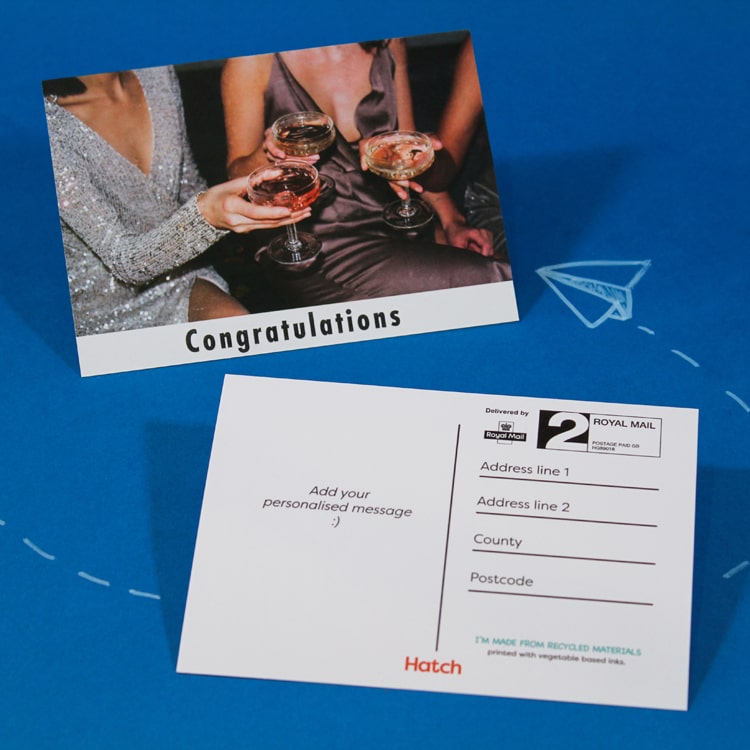 Congratulations
Add your
personalised message
:)
Delivered by
Royal Mail
2
ROYAL MAIL
POSTAGE PAID GB
HQ89018
Address line 1
Address line 2
County
Postcode
I'M MADE FROM RECYCLED MATERIALS
printed with vegetable based inks.
Hatch